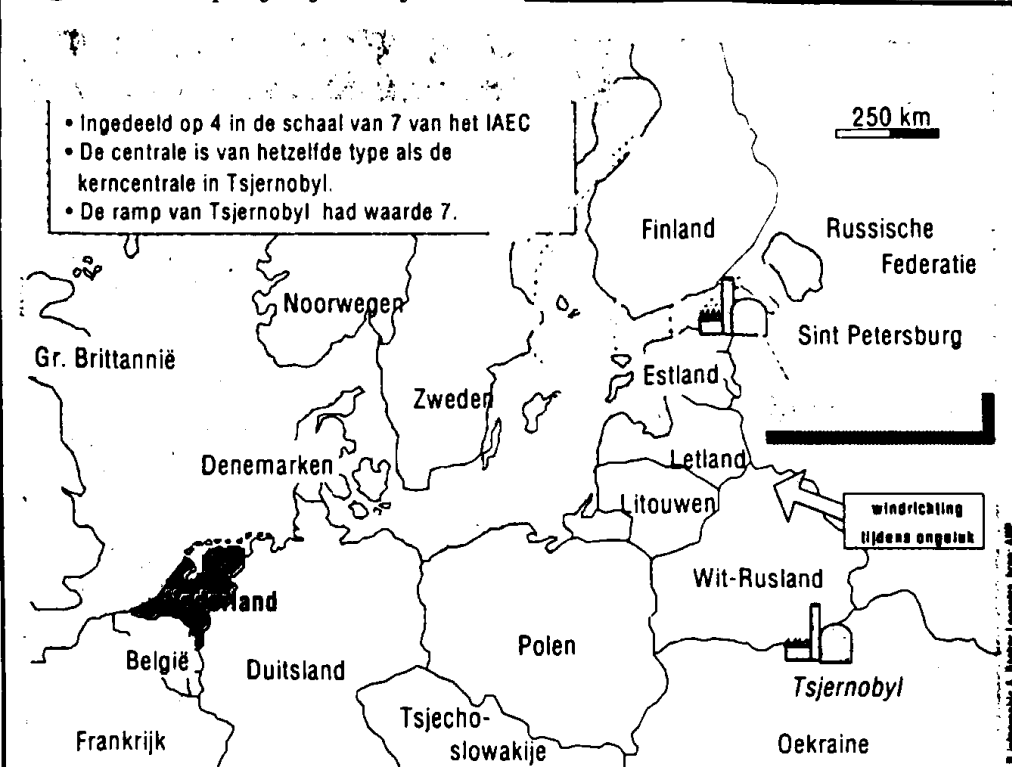 • Ingedeeld op 4 in de schaal van 7 van het IAEC
• De centrale is van hetzelfde type als de
kerncentrale in Tsjernobyl.
• De ramp van Tsjernobyl had waarde 7.
250 km
Finland
Russische
Federatie
Noorwegen
Sint Petersburg
Gr. Brittannië
Estland
Zweden
Letland
Denemarken
Litouwen
windrichting
tijdens ongeluk
Wit-Rusland
erland
Polen
België
Duitsland
Tsjernobyl
Tsjecho-
slowakije
Frankrijk
Oekraine